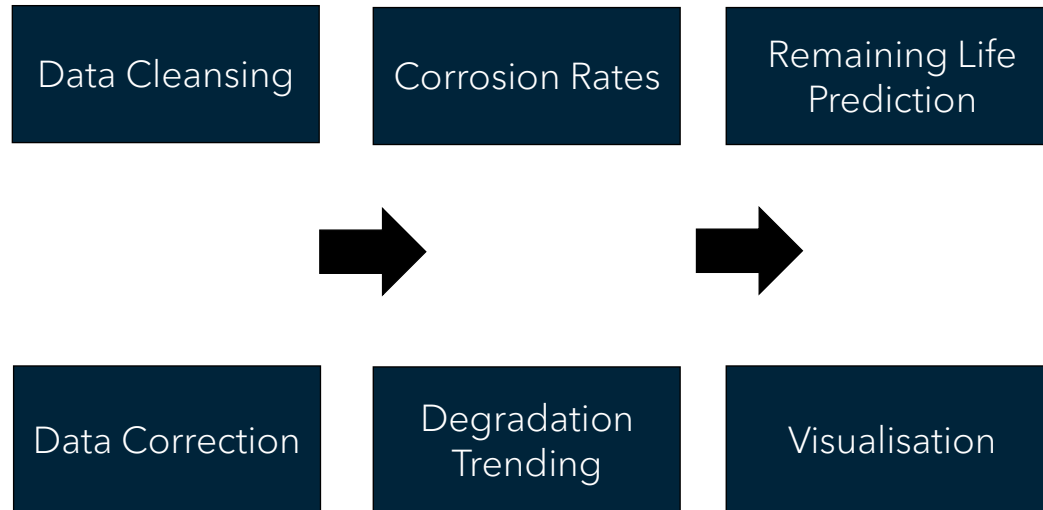 Data Cleansing
Corrosion Rates
Remaining Life
Prediction
Data Correction
Degradation
Trending
Visualisation